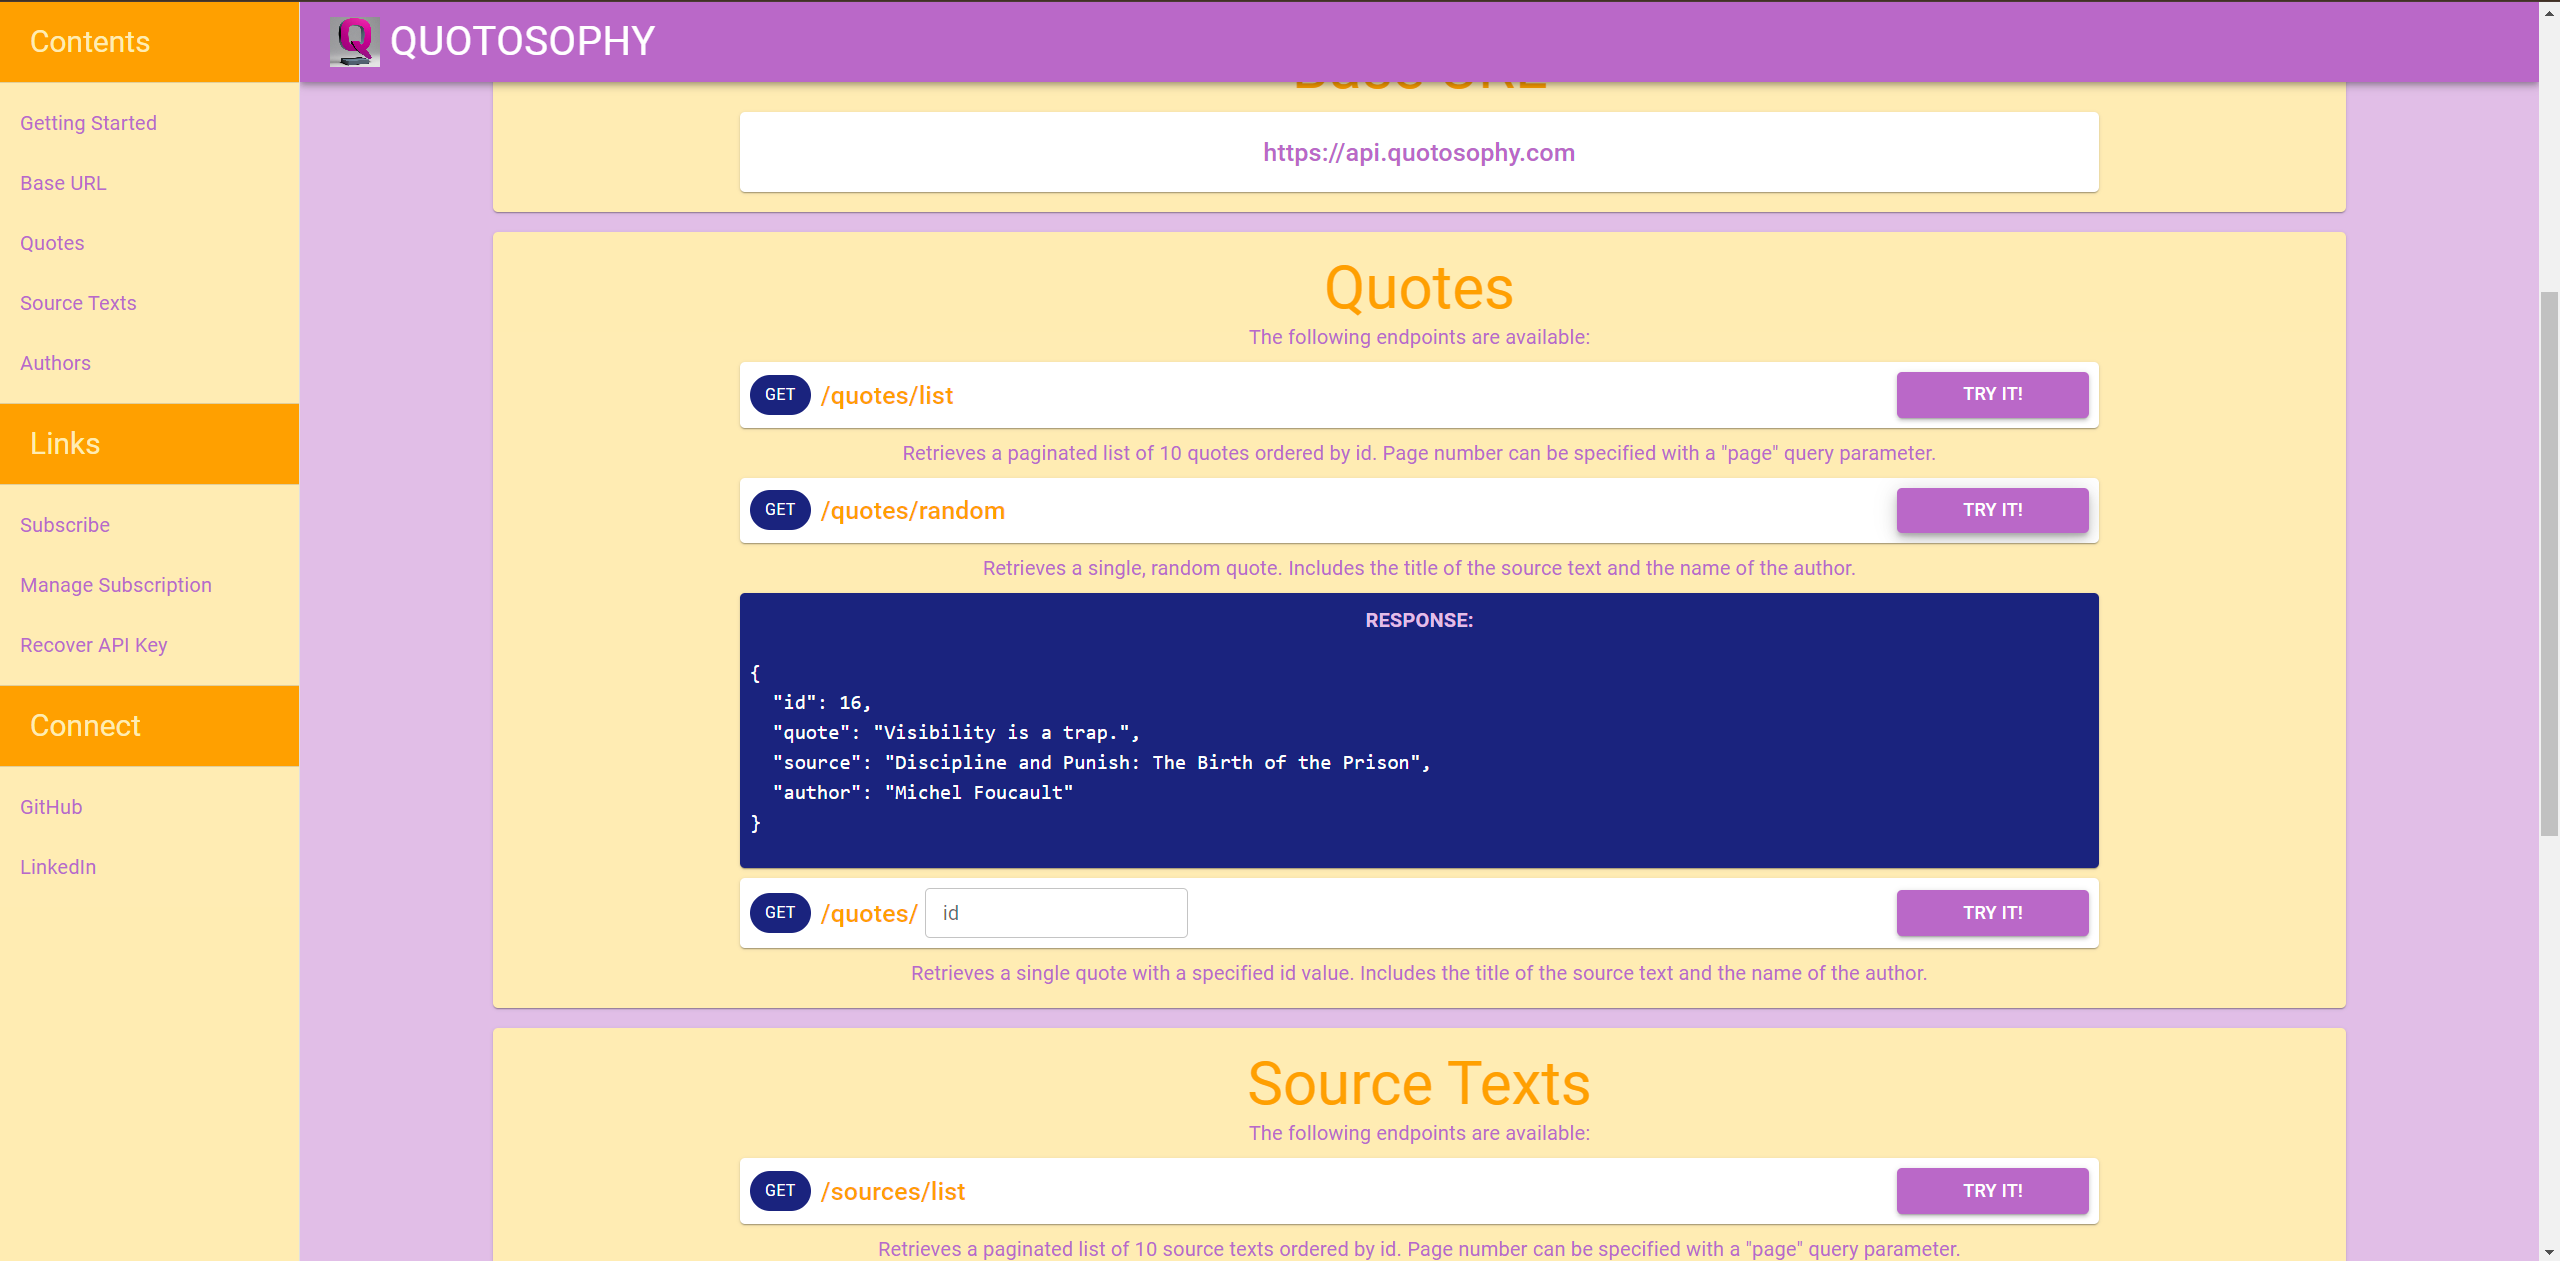 Contents
Getting Started
Base URL
Quotes
Source Texts
Authors
Links
Subscribe
Manage Subscription
Recover API Key
Connect
GitHub
LinkedIn
Q QUOTOSOPHY
Base URL
https://api.quotosophy.com
Quotes
The following endpoints are available:
GET /quotes/list TRY IT!
Retrieves a paginated list of 10 quotes ordered by id. Page number can be specified with a "page" query parameter.
GET /quotes/random TRY IT!
Retrieves a single, random quote. Includes the title of the source text and the name of the author.
RESPONSE:
{
"id": 16,
"quote": "Visibility is a trap.",
"source": "Discipline and Punish: The Birth of the Prison",
"author": "Michel Foucault"
}
GET /quotes/ id TRY IT!
Retrieves a single quote with a specified id value. Includes the title of the source text and the name of the author.
Source Texts
The following endpoints are available:
GET /sources/list TRY IT!
Retrieves a paginated list of 10 source texts ordered by id. Page number can be specified with a "page" query parameter.